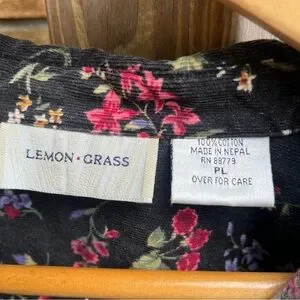 LEMON • GRASS
100% COTTON
MADE IN NEPAL
RN 88779
PL
OVER FOR CARE